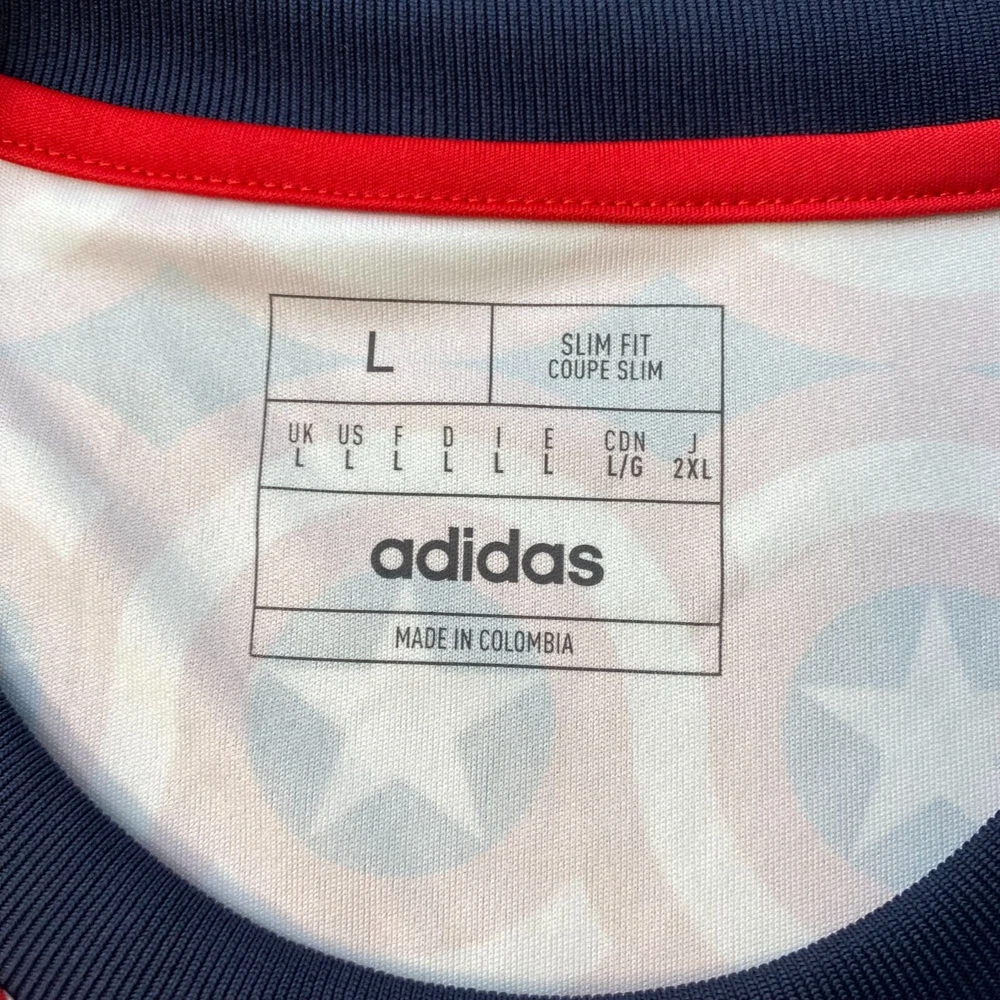 L
SLIM FIT
COUPE SLIM
UK US F D I E CDN J
L L L L L L L/G 2XL
adidas
MADE IN COLOMBIA